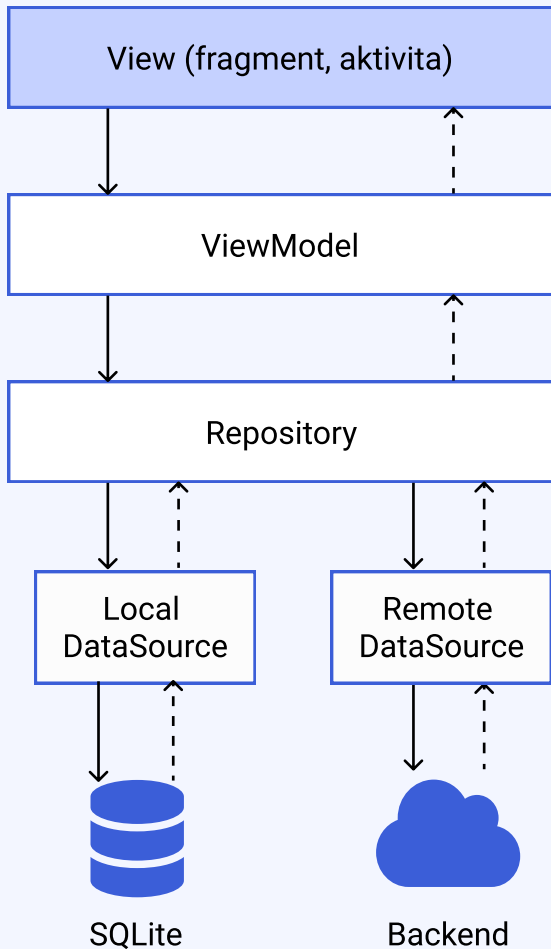 View (fragment, aktivita)
ViewModel
Repository
Local
DataSource
Remote
DataSource
SQLite
Backend